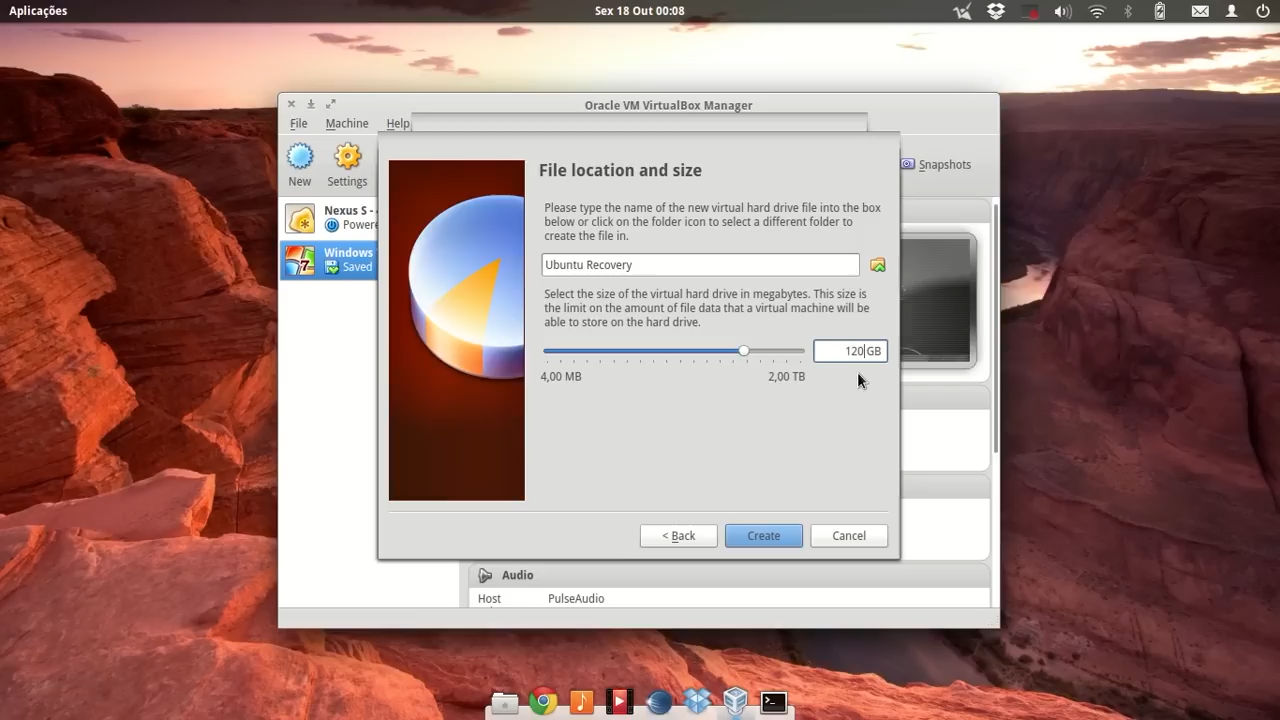 Aplicações
Sex 18 Out 00:08
Oracle VM VirtualBox Manager
File Machine Help
New
Settings
Snapshots
Nexus S -
Powere
Windows
Saved
File location and size
Please type the name of the new virtual hard drive file into the box
below or click on the folder icon to select a different folder to
create the file in.
Ubuntu Recovery
Select the size of the virtual hard drive in megabytes. This size is
the limit on the amount of file data that a virtual machine will be
able to store on the hard drive.
120GB
4,00 MB
2,00 TB
< Back
Create
Cancel
Audio
Host PulseAudio